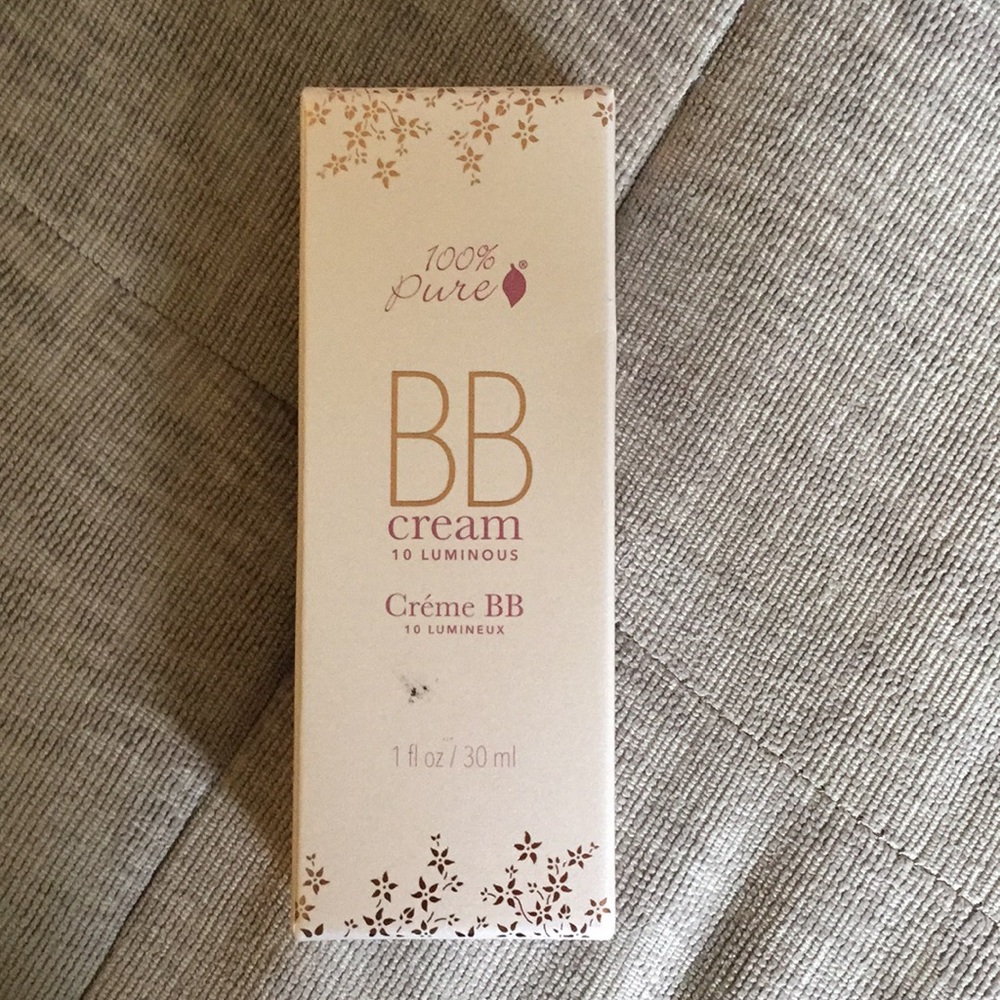 100%
Pure®
BB
cream
10 LUMINOUS
Créme BB
10 LUMINEUX
1 fl oz / 30 ml